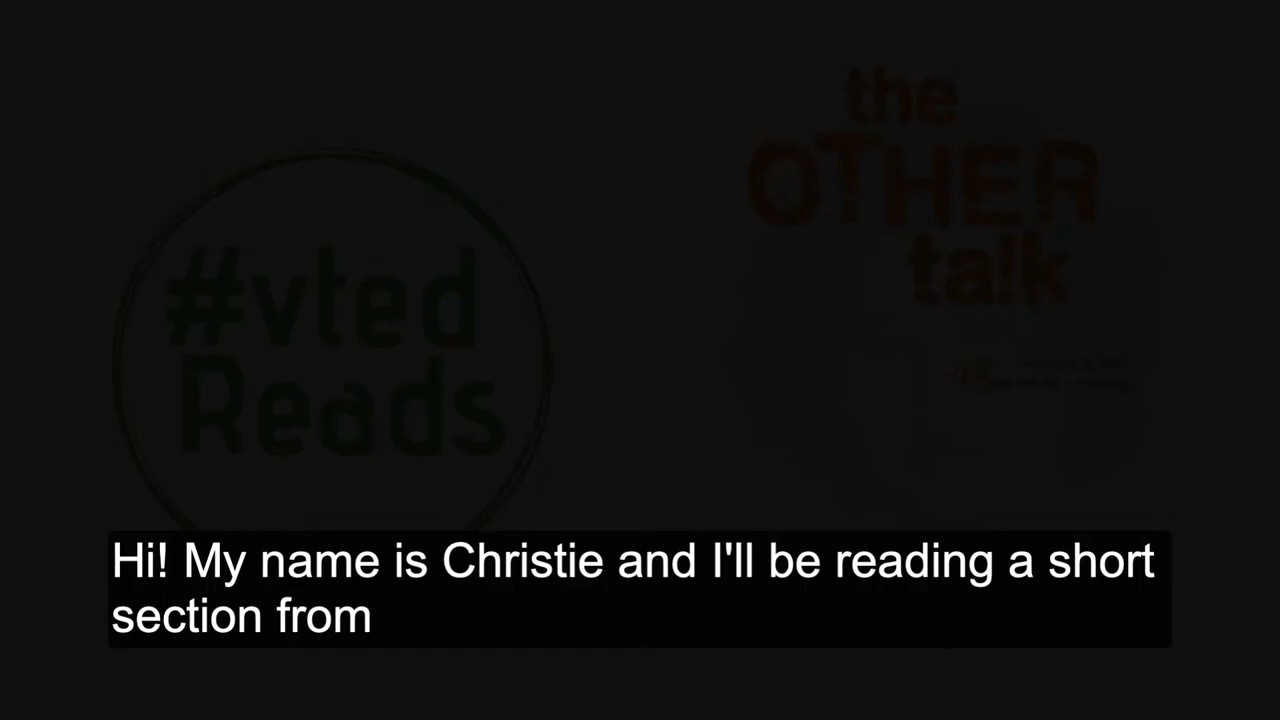 the
OTHER
talk
#vted
Reads
Hi! My name is Christie and I'll be reading a short
section from